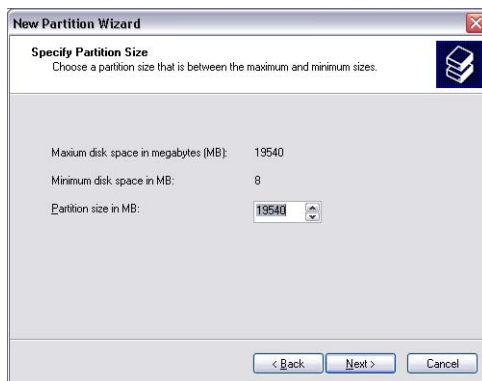 New Partition Wizard
Specify Partition Size
Choose a partition size that is between the maximum and minimum sizes.
Maxium disk space in megabytes (MB): 19540
Minimum disk space in MB: 8
Partition size in MB: 19540
< Back Next > Cancel